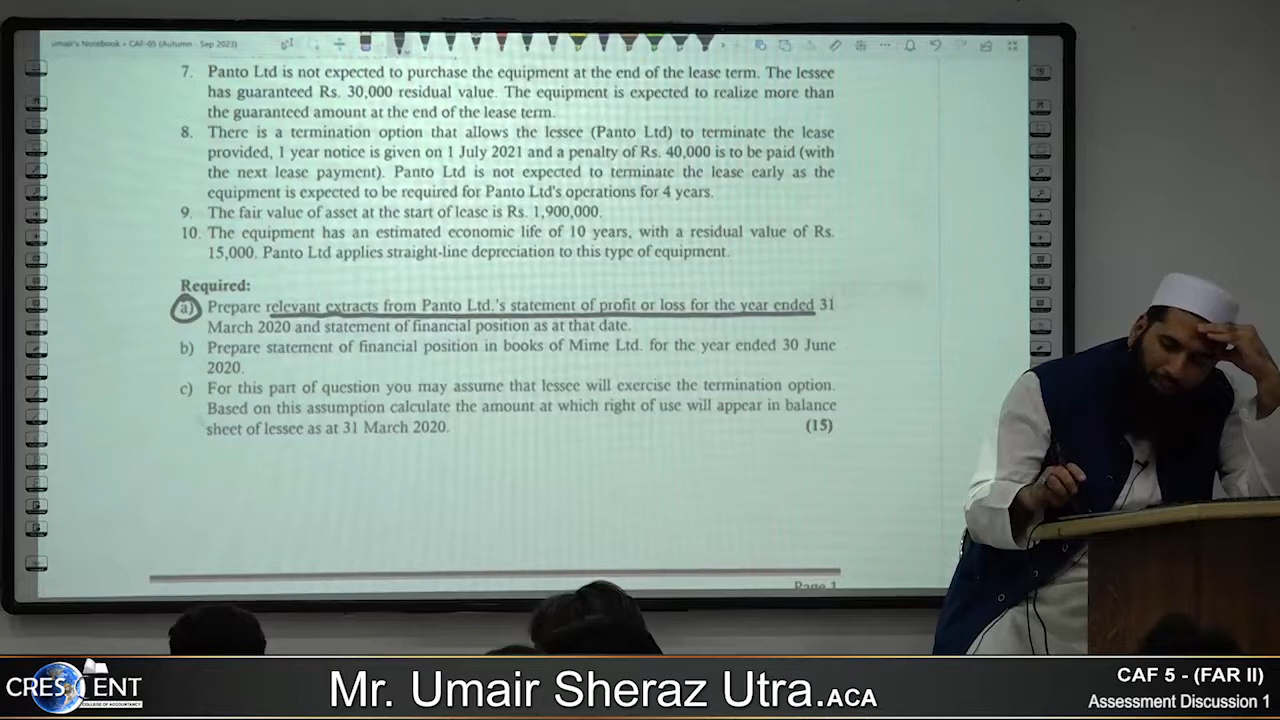 umair's Notebook • CAF-05 (Autumn - Sep 2023)
7. Panto Ltd is not expected to purchase the equipment at the end of the lease term. The lessee
has guaranteed Rs. 30,000 residual value. The equipment is expected to realize more than
the guaranteed amount at the end of the lease term.
8. There is a termination option that allows the lessee (Panto Ltd) to terminate the lease
provided, 1 year notice is given on 1 July 2021 and a penalty of Rs. 40,000 is to be paid (with
the next lease payment). Panto Ltd is not expected to terminate the lease early as the
equipment is expected to be required for Panto Ltd's operations for 4 years.
9. The fair value of asset at the start of lease is Rs. 1,900,000.
10. The equipment has an estimated economic life of 10 years, with a residual value of Rs.
15,000. Panto Ltd applies straight-line depreciation to this type of equipment.
Required:
a) Prepare relevant extracts from Panto Ltd.'s statement of profit or loss for the year ended 31
March 2020 and statement of financial position as at that date.
b) Prepare statement of financial position in books of Mime Ltd. for the year ended 30 June
2020.
c) For this part of question you may assume that lessee will exercise the termination option.
Based on this assumption calculate the amount at which right of use will appear in balance
sheet of lessee as at 31 March 2020. (15)
Page 1
CRESCENT
COLLEGE OF ACCOUNTANCY
Mr. Umair Sheraz Utra.ACA
CAF 5 - (FAR II)
Assessment Discussion 1